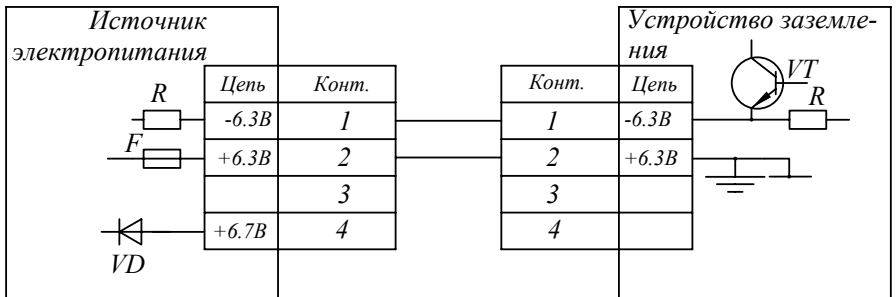 Источник
электропитания
Устройство заземле-
ния
VT
Цепь Конт.
Конт. Цепь
R
-6.3В 1
1 -6.3В
R
F
+6.3В 2
2 +6.3В
3
3
+6.7В 4
4
VD